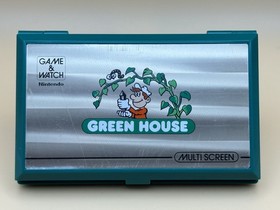 GAME
&
WATCH
Nintendo
GREEN HOUSE
MULTI SCREEN